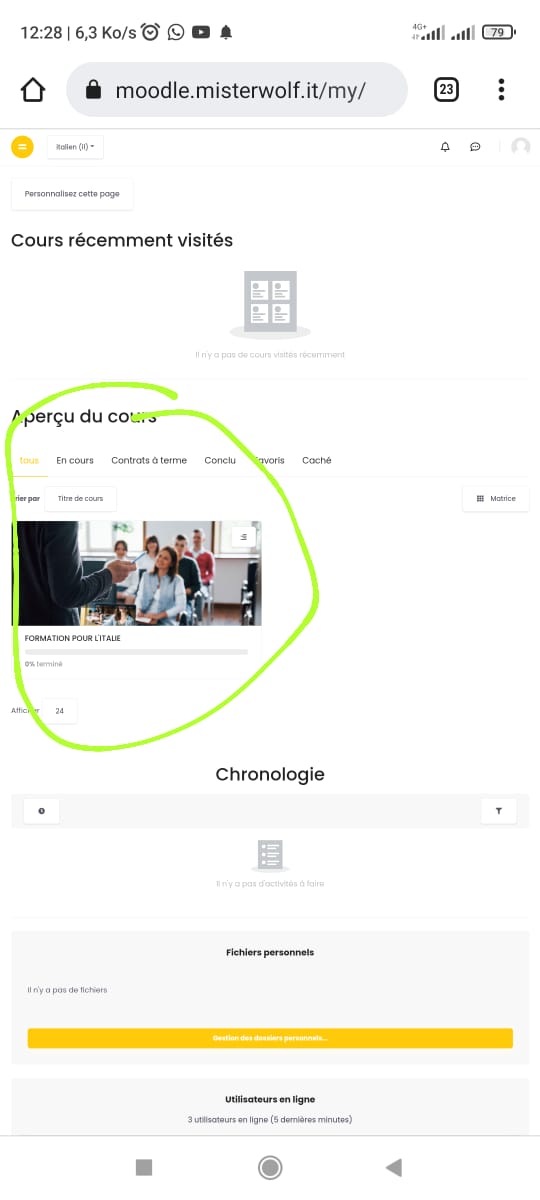 12:28 | 6,3 Ko/s
4G+
79
moodle.misterwolf.it/my/
23
Italien (it)
Personnalisez cette page
Cours récemment visités
Il n'y a pas de cours visités récemment
Aperçu du cours
tous En cours Contrats à terme Conclu favoris Caché
Trier par Titre de cours Matrice
FORMATION POUR L'ITALIE
0% terminé
Afficher 24
Chronologie
Il n'y a pas d'activités à faire
Fichiers personnels
Il n'y a pas de fichiers
Gestion des dossiers personnels...
Utilisateurs en ligne
3 utilisateurs en ligne (5 dernières minutes)